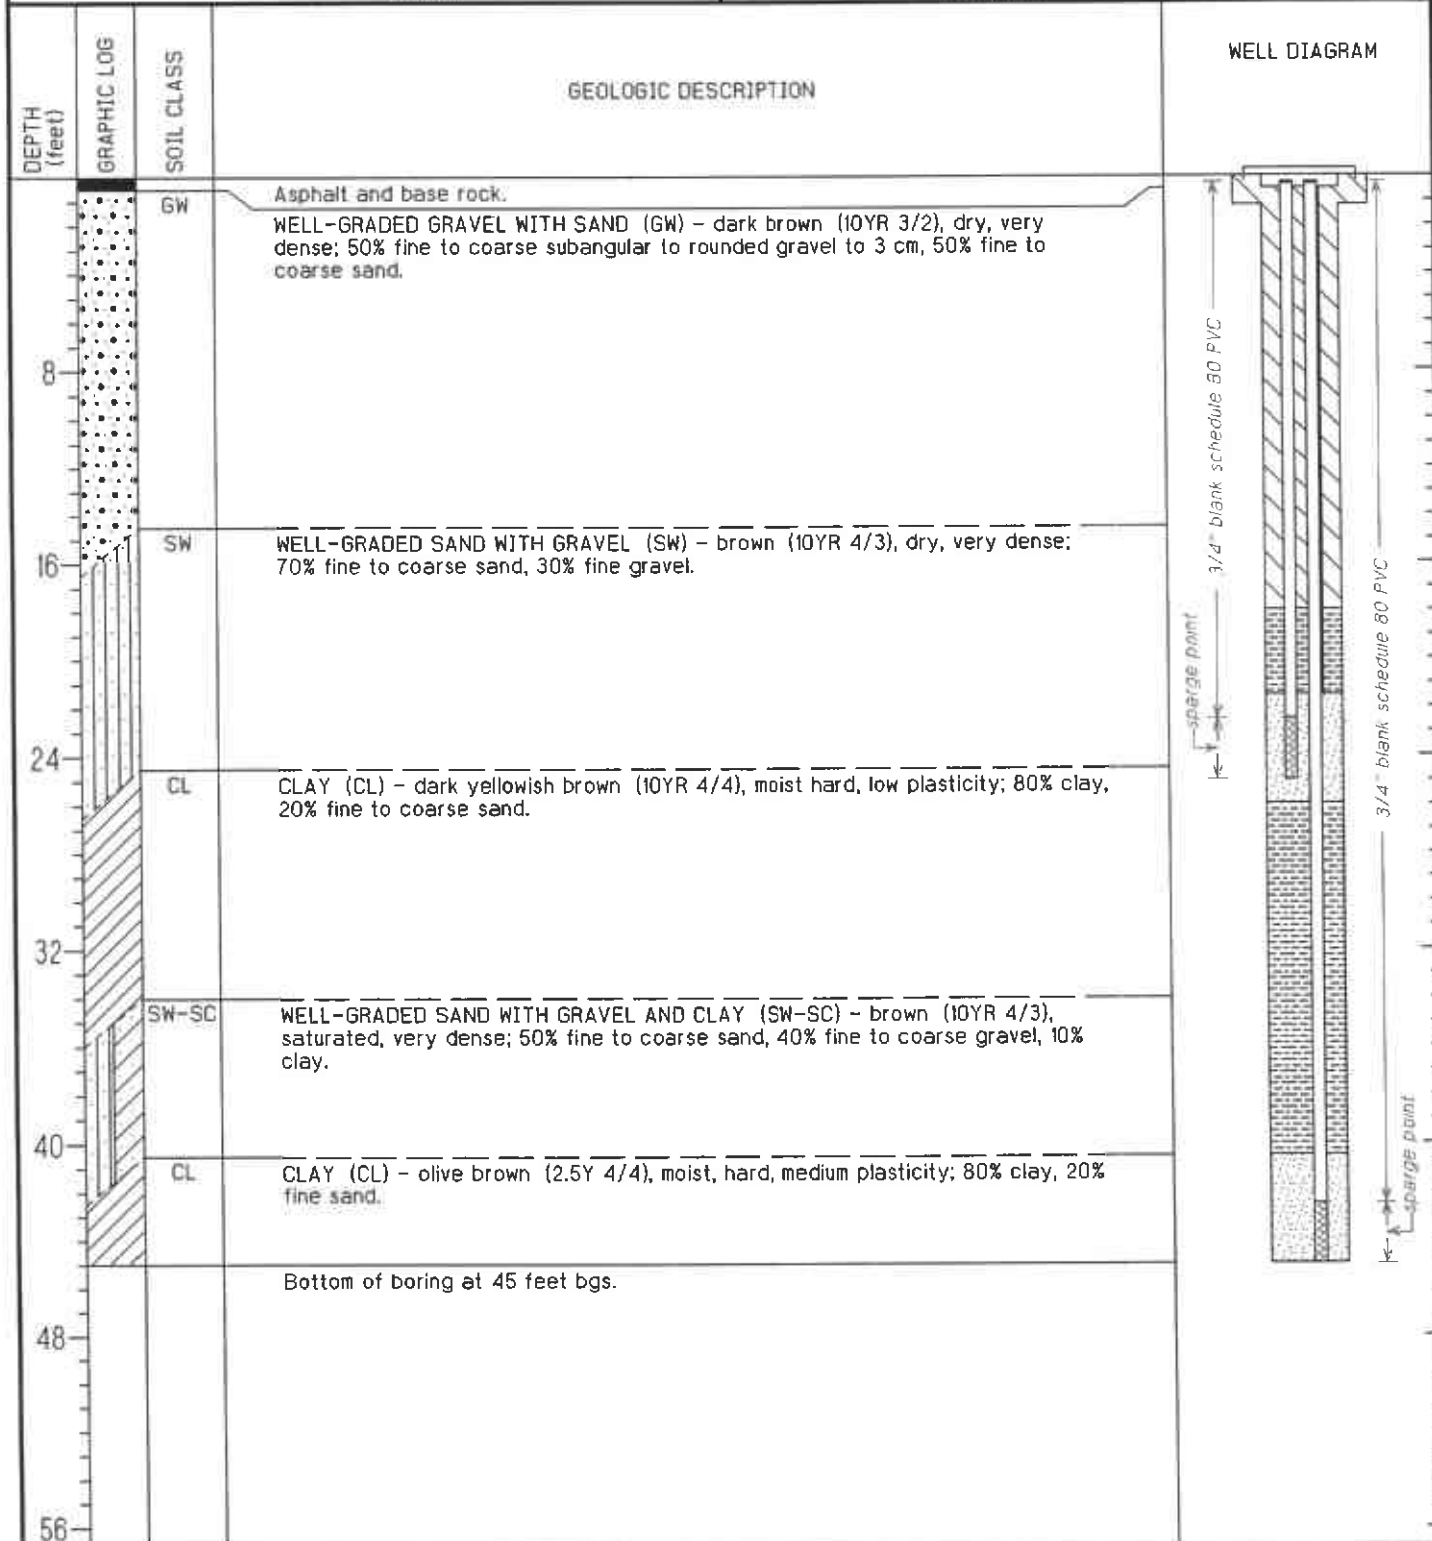 DEPTH
(feet)
GRAPHIC LOG
SOIL CLASS
GEOLOGIC DESCRIPTION
WELL DIAGRAM
Asphalt and base rock.
GW
WELL-GRADED GRAVEL WITH SAND (GW) – dark brown (10YR 3/2), dry, very
dense; 50% fine to coarse subangular to rounded gravel to 3 cm, 50% fine to
coarse sand.
8
SW
WELL-GRADED SAND WITH GRAVEL (SW) – brown (10YR 4/3), dry, very dense;
70% fine to coarse sand, 30% fine gravel.
16
24
CL
CLAY (CL) – dark yellowish brown (10YR 4/4), moist hard, low plasticity; 80% clay,
20% fine to coarse sand.
32
SW-SC
WELL-GRADED SAND WITH GRAVEL AND CLAY (SW-SC) – brown (10YR 4/3),
saturated, very dense; 50% fine to coarse sand, 40% fine to coarse gravel, 10%
clay.
40
CL
CLAY (CL) – olive brown (2.5Y 4/4), moist, hard, medium plasticity; 80% clay, 20%
fine sand.
Bottom of boring at 45 feet bgs.
48
56
3/4" blank schedule 80 PVC
sparge point
3/4" blank schedule 80 PVC
sparge point